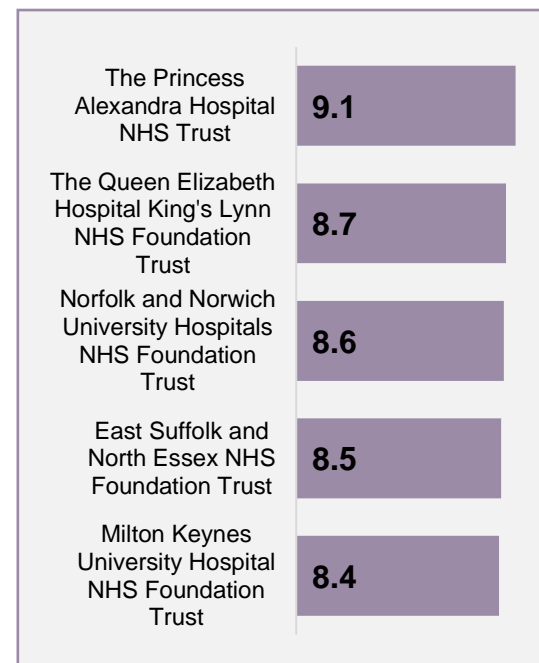 The Princess
Alexandra Hospital
NHS Trust
9.1
The Queen Elizabeth
Hospital King's Lynn
NHS Foundation
Trust
8.7
Norfolk and Norwich
University Hospitals
NHS Foundation
Trust
8.6
East Suffolk and
North Essex NHS
Foundation Trust
8.5
Milton Keynes
University Hospital
NHS Foundation
Trust
8.4